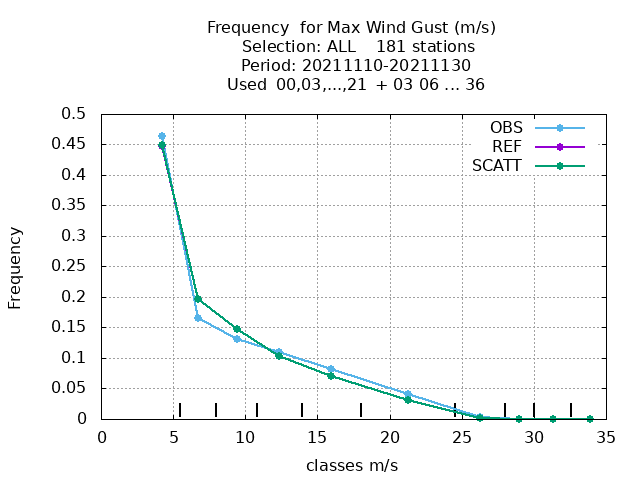 Frequency  for Max Wind Gust (m/s)
Selection: ALL    181 stations
Period: 20211110-20211130
Used  00,03,...,21  + 03 06 ... 36
OBS
REF
SCATT
Frequency
0.5
0.45
0.4
0.35
0.3
0.25
0.2
0.15
0.1
0.05
0
0 5 10 15 20 25 30 35
classes m/s